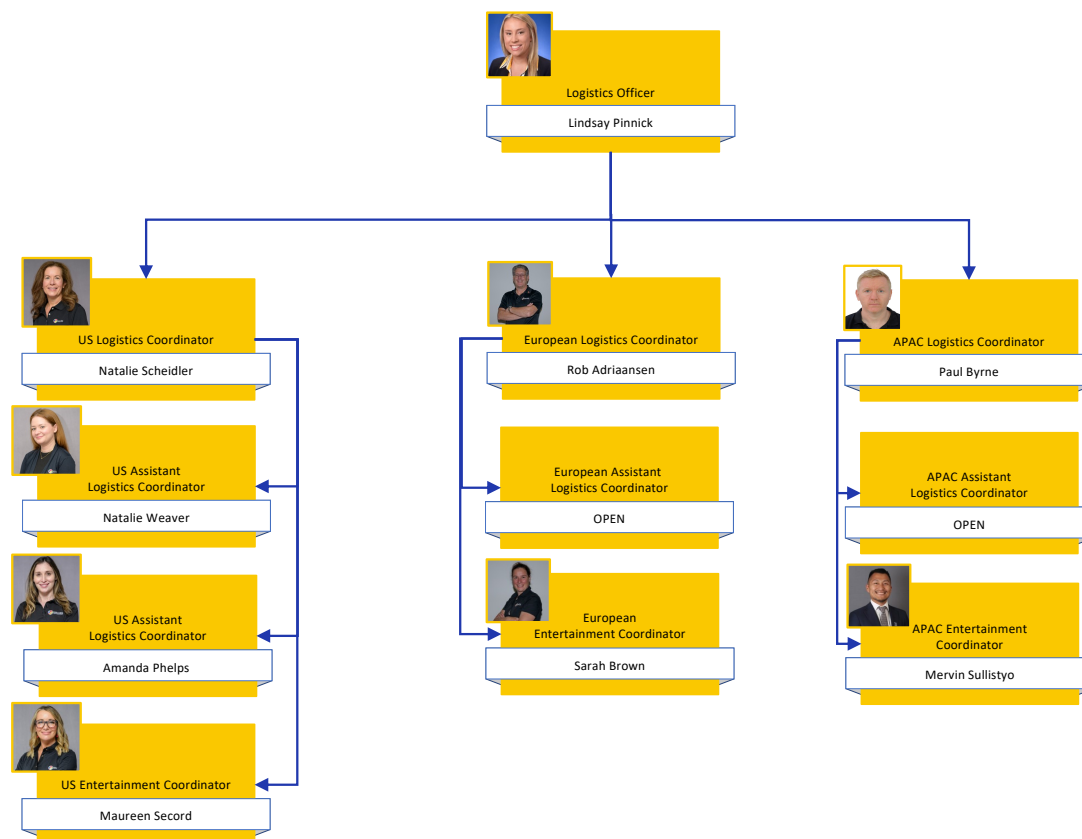 Logistics Officer
Lindsay Pinnick
US Logistics Coordinator
Natalie Scheidler
European Logistics Coordinator
Rob Adriaansen
APAC Logistics Coordinator
Paul Byrne
US Assistant
Logistics Coordinator
Natalie Weaver
European Assistant
Logistics Coordinator
OPEN
APAC Assistant
Logistics Coordinator
OPEN
US Assistant
Logistics Coordinator
Amanda Phelps
European
Entertainment Coordinator
Sarah Brown
APAC Entertainment
Coordinator
Mervin Sullistyo
US Entertainment Coordinator
Maureen Secord